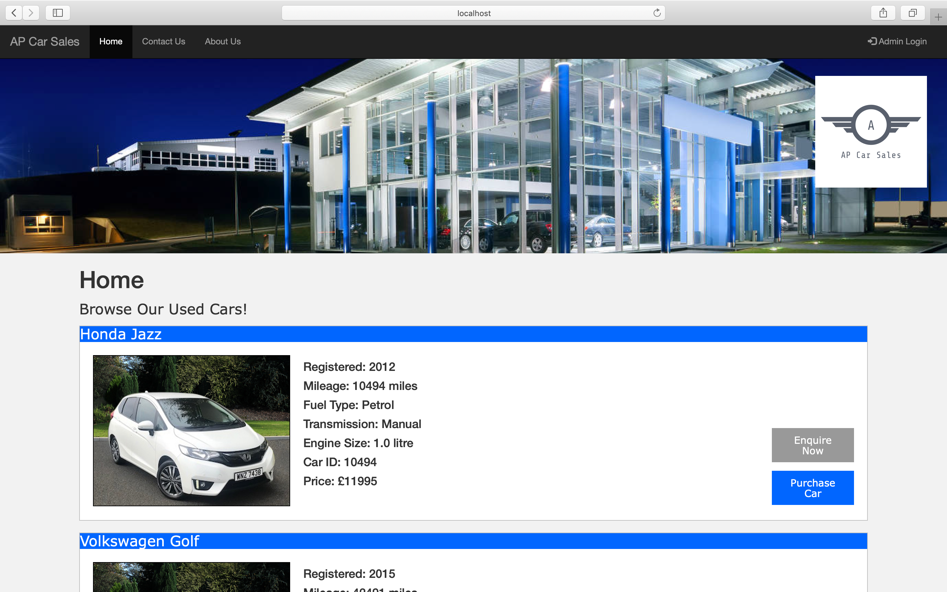 localhost
AP Car Sales
Home
Contact Us
About Us
Admin Login
A
AP Car Sales
Home
Browse Our Used Cars!
Honda Jazz
Registered: 2012
Mileage: 10494 miles
Fuel Type: Petrol
Transmission: Manual
Engine Size: 1.0 litre
Car ID: 10494
Price: £11995
Enquire
Now
Purchase
Car
Volkswagen Golf
Registered: 2015